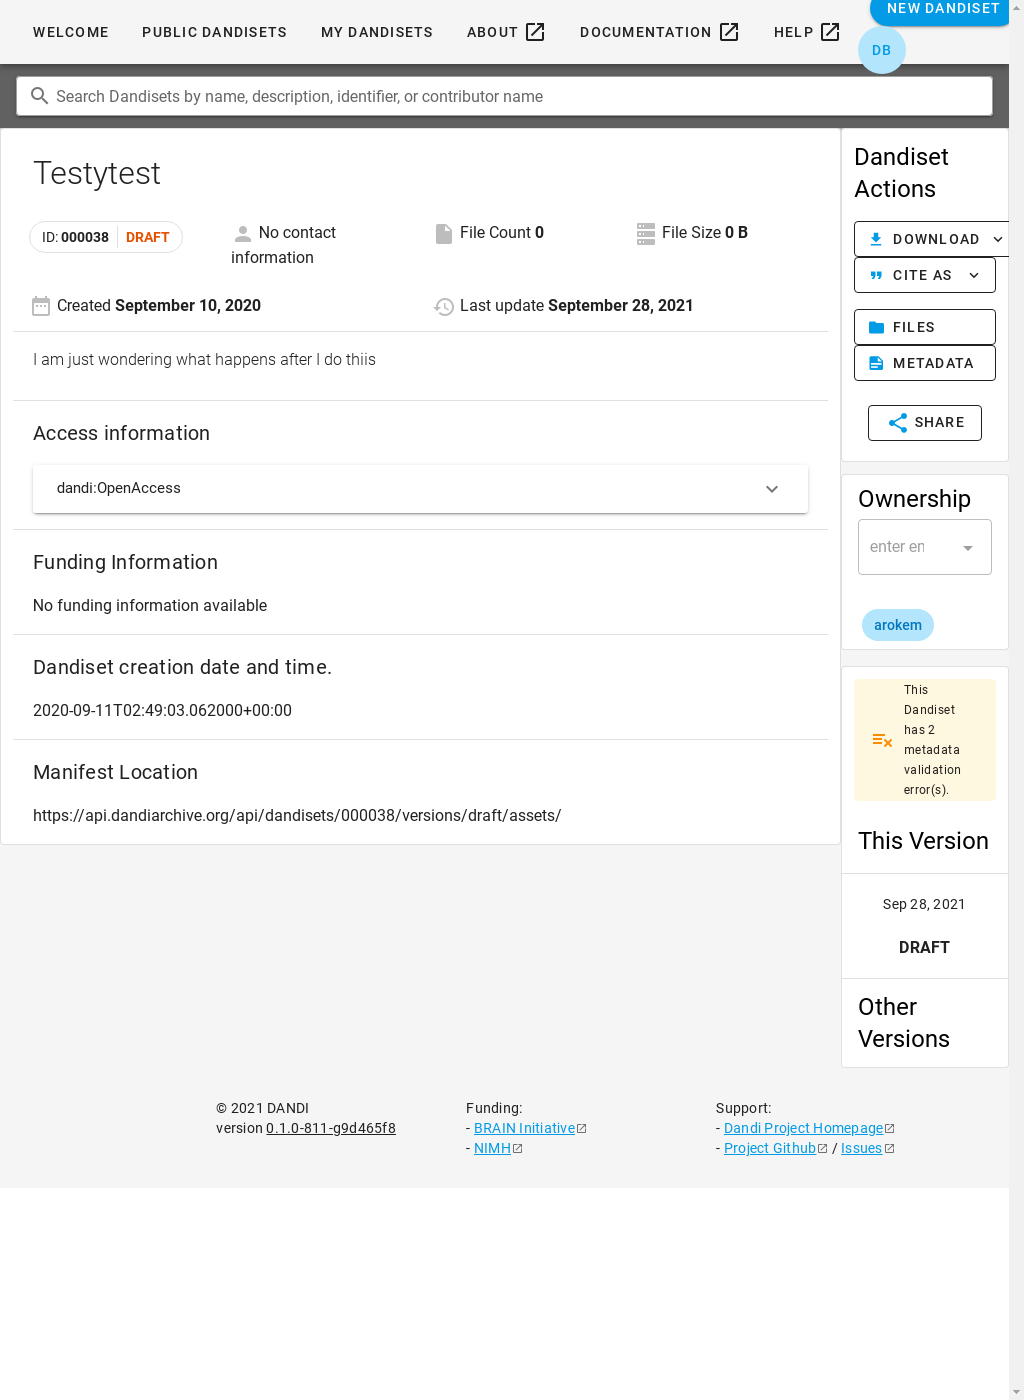 WELCOME PUBLIC DANDISETS MY DANDISETS ABOUT DOCUMENTATION HELP NEW DANDISET
DB
Search Dandisets by name, description, identifier, or contributor name
Testytest
ID: 000038 DRAFT
No contact information
File Count 0
File Size 0 B
Created September 10, 2020
Last update September 28, 2021
I am just wondering what happens after I do thiis
Access information
dandi:OpenAccess
Funding Information
No funding information available
Dandiset creation date and time.
2020-09-11T02:49:03.062000+00:00
Manifest Location
https://api.dandiarchive.org/api/dandisets/000038/versions/draft/assets/
Dandiset
Actions
DOWNLOAD
CITE AS
FILES
METADATA
SHARE
Ownership
enter en
arokem
This
Dandiset
has 2
metadata
validation
error(s).
This Version
Sep 28, 2021
DRAFT
Other
Versions
© 2021 DANDI
version 0.1.0-811-g9d465f8
Funding:
- BRAIN Initiative
- NIMH
Support:
- Dandi Project Homepage
- Project Github / Issues